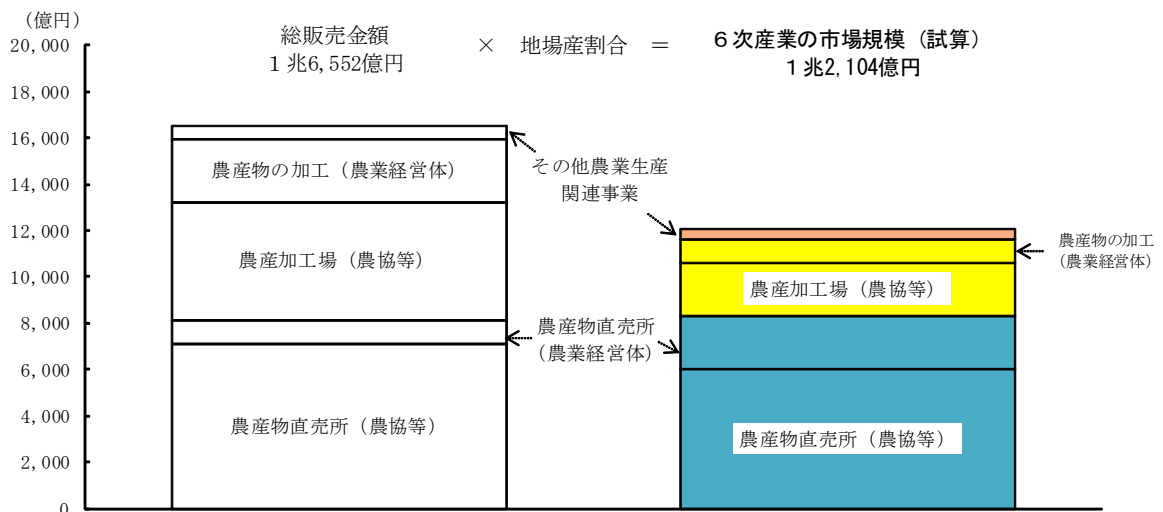 (億円)
20,000
18,000
16,000
14,000
12,000
10,000
8,000
6,000
4,000
2,000
0
総販売金額
1兆6,552億円
× 地場産割合 =
6次産業の市場規模（試算）
1兆2,104億円
農産物の加工（農業経営体）
農産加工場（農協等）
農産物直売所（農協等）
その他農業生産
関連事業
農産物直売所
（農業経営体）
農産物の加工
（農業経営体）
農産加工場（農協等）
農産物直売所（農協等）